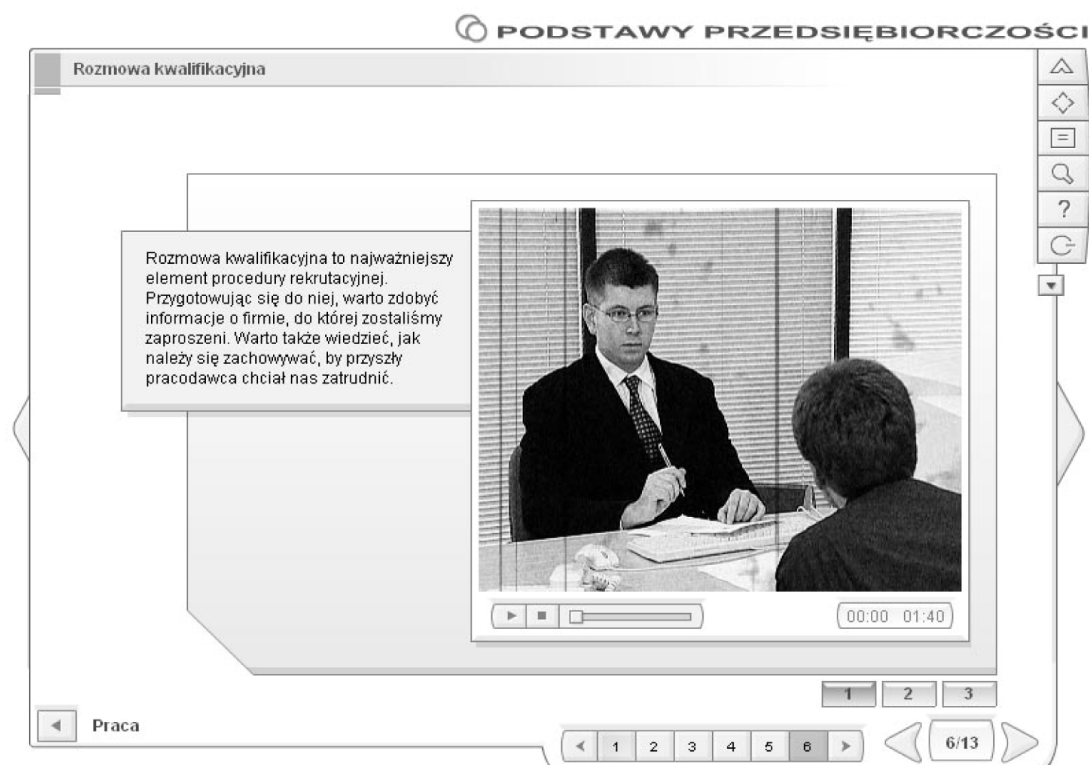 PODSTAWY PRZEDSIĘBIORCZOŚCI
Rozmowa kwalifikacyjna
?
Rozmowa kwalifikacyjna to najważniejszy
element procedury rekrutacyjnej.
Przygotowując się do niej, warto zdobyć
informacje o firmie, do której zostaliśmy
zaproszeni. Warto także wiedzieć, jak
należy się zachowywać, by przyszły
pracodawca chciał nas zatrudnić.
00:00 01:40
1 2 3
Praca
1 2 3 4 5 6
6/13